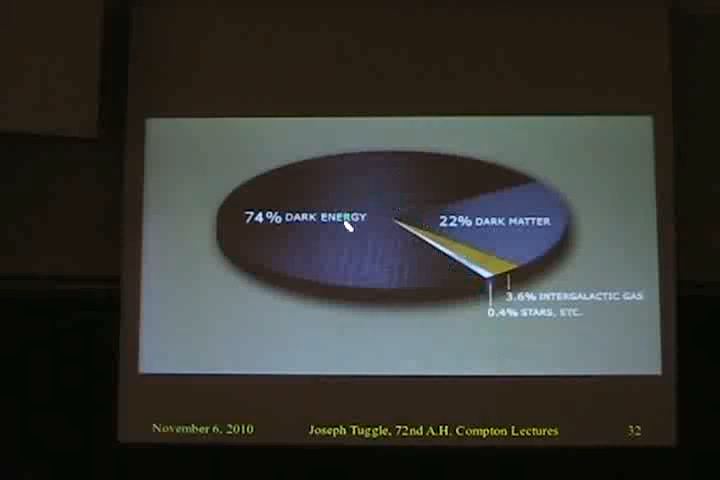 74% DARK ENERGY
22% DARK MATTER
3.6% INTERGALACTIC GAS
0.4% STARS, ETC.
November 6, 2010
Joseph Tuggle, 72nd A.H. Compton Lectures
32